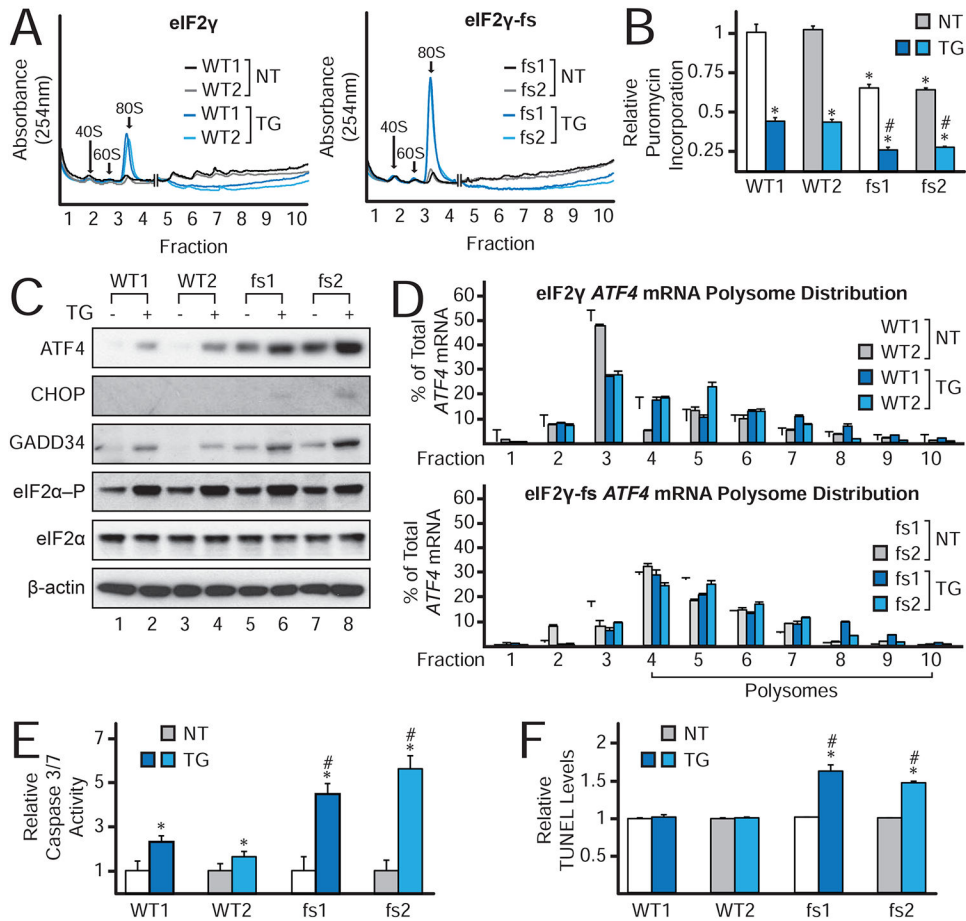 A
eIF2γ
Absorbance (254nm)
40S
60S
80S
WT1
WT2
NT
WT1
WT2
TG
1 2 3 4 5 6 7 8 9 10
Fraction
eIF2γ-fs
Absorbance (254nm)
40S
60S
80S
fs1
fs2
NT
fs1
fs2
TG
1 2 3 4 5 6 7 8 9 10
Fraction
B
Relative Puromycin Incorporation
1
0.75
0.5
0.25
NT
TG
*
*
*
#
*
*
#
*
WT1 WT2 fs1 fs2
C
WT1 WT2 fs1 fs2
TG - + - + - + - +
ATF4
CHOP
GADD34
eIF2α–P
eIF2α
β-actin
1 2 3 4 5 6 7 8
D
eIF2γ ATF4 mRNA Polysome Distribution
% of Total ATF4 mRNA
60
50
40
30
20
10
WT1
WT2
NT
WT1
WT2
TG
Fraction 1 2 3 4 5 6 7 8 9 10
eIF2γ-fs ATF4 mRNA Polysome Distribution
% of Total ATF4 mRNA
60
50
40
30
20
10
fs1
fs2
NT
fs1
fs2
TG
Fraction 1 2 3 4 5 6 7 8 9 10
Polysomes
E
Relative Caspase 3/7 Activity
7
5
3
1
NT
TG
*
*
#
*
#
*
WT1 WT2 fs1 fs2
F
Relative TUNEL Levels
2
1.5
1
0.5
NT
TG
#
*
#
*
WT1 WT2 fs1 fs2